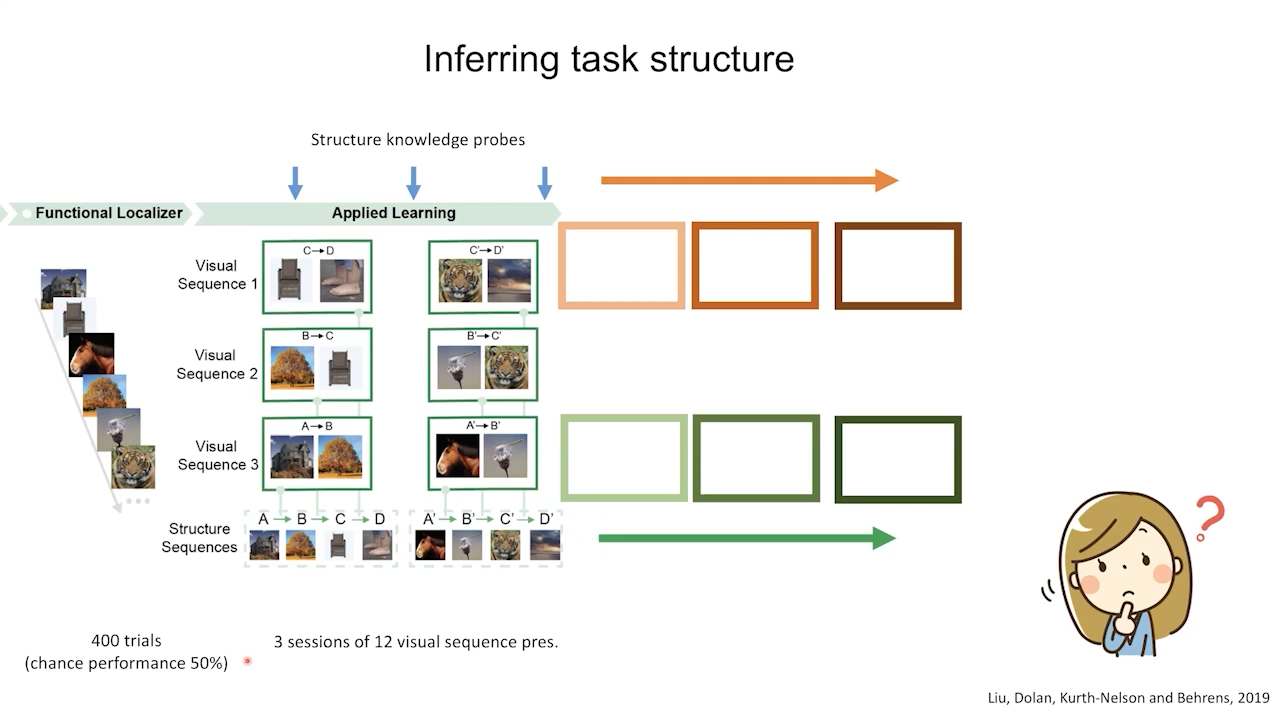 Inferring task structure
Structure knowledge probes
Functional Localizer
Applied Learning
Visual
Sequence 1
C→D
C'→D'
Visual
Sequence 2
B→C
B'→C'
Visual
Sequence 3
A→B
A'→B'
Structure
Sequences
A → B → C → D
A' → B' → C' → D'
?
400 trials
(chance performance 50%)
3 sessions of 12 visual sequence pres.
Liu, Dolan, Kurth-Nelson and Behrens, 2019